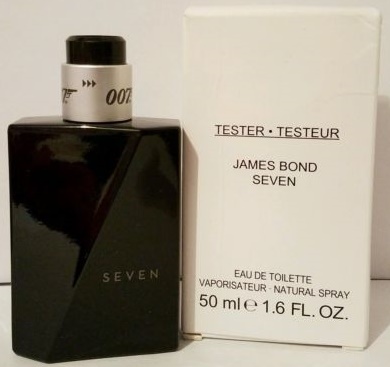 007
SEVEN
TESTER • TESTEUR
JAMES BOND
SEVEN
EAU DE TOILETTE
VAPORISATEUR · NATURAL SPRAY
50 ml ℮ 1.6 FL. OZ.